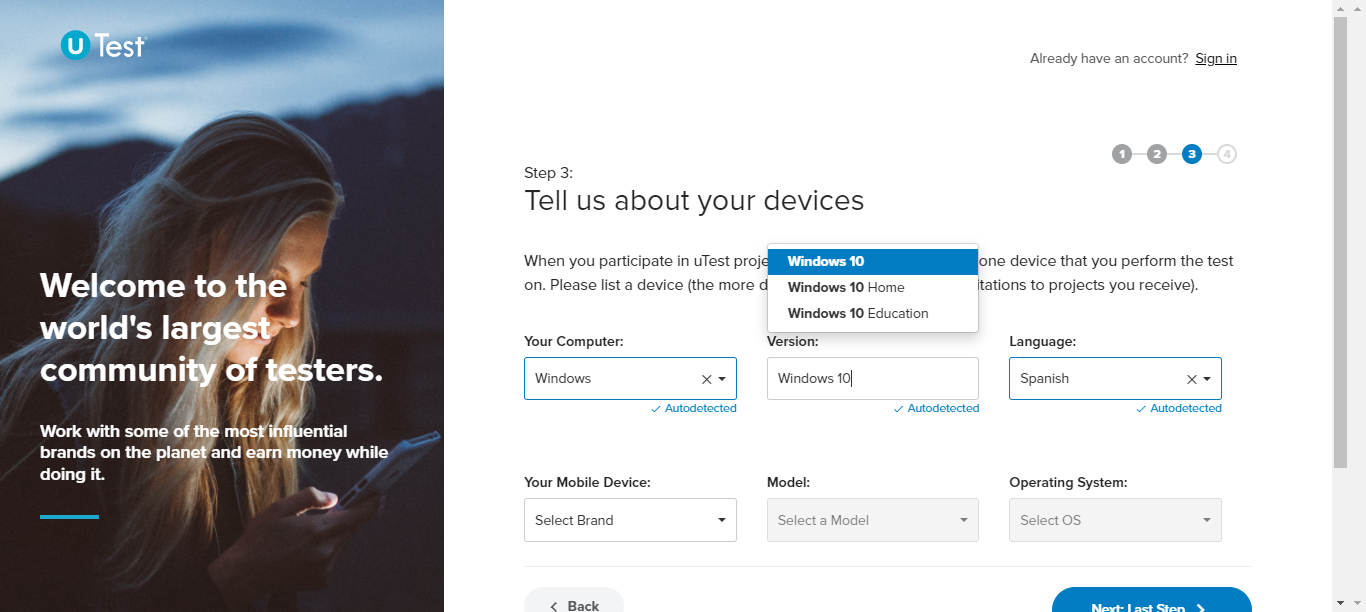 U Test
Already have an account? Sign in
1 2 3 4
Step 3:
Tell us about your devices
When you participate in uTest proje
one device that you perform the test
on. Please list a device (the more d
itations to projects you receive).
Windows 10
Windows 10 Home
Windows 10 Education
Your Computer:
Version:
Language:
Windows
Windows 10
Spanish
Autodetected
Autodetected
Autodetected
Your Mobile Device:
Model:
Operating System:
Select Brand
Select a Model
Select OS
Back
Next: Last Step
Welcome to the
world's largest
community of testers.
Work with some of the most influential
brands on the planet and earn money while
doing it.